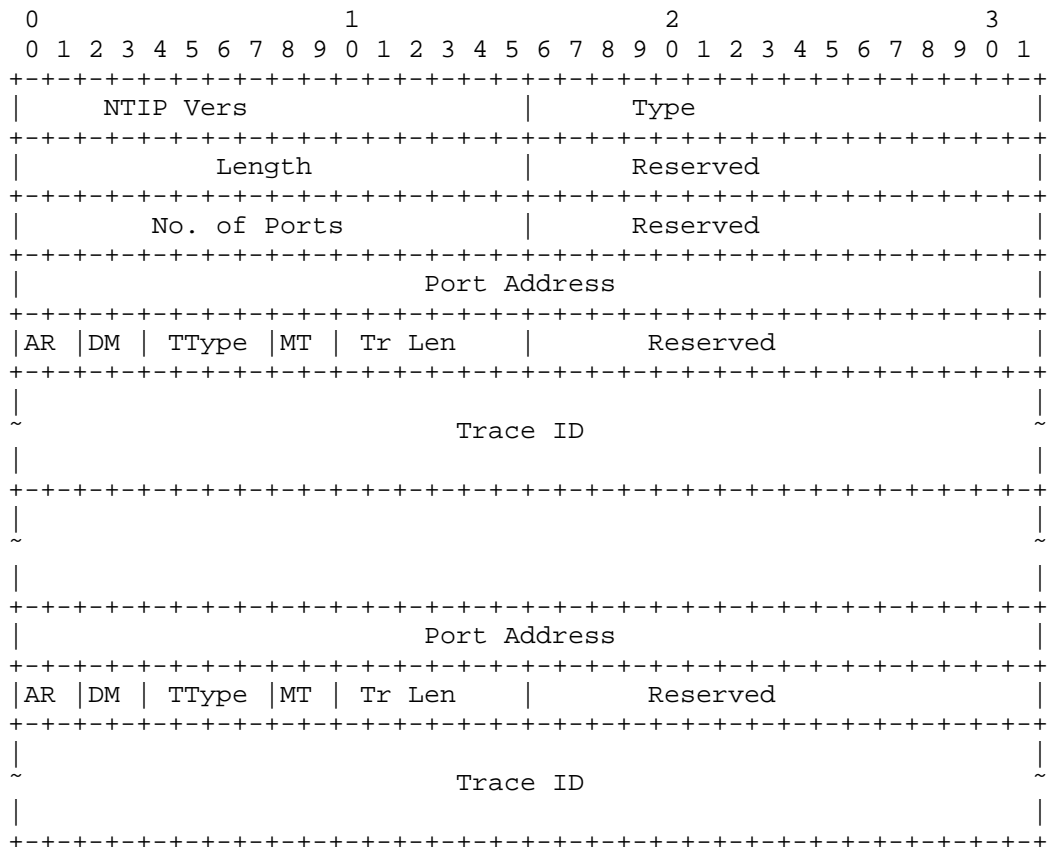 0                   1                   2                   3
 0 1 2 3 4 5 6 7 8 9 0 1 2 3 4 5 6 7 8 9 0 1 2 3 4 5 6 7 8 9 0 1
+-+-+-+-+-+-+-+-+-+-+-+-+-+-+-+-+-+-+-+-+-+-+-+-+-+-+-+-+-+-+-+-+
|     NTIP Vers                 |      Type                     |
+-+-+-+-+-+-+-+-+-+-+-+-+-+-+-+-+-+-+-+-+-+-+-+-+-+-+-+-+-+-+-+-+
|            Length             |      Reserved                 |
+-+-+-+-+-+-+-+-+-+-+-+-+-+-+-+-+-+-+-+-+-+-+-+-+-+-+-+-+-+-+-+-+
|        No. of Ports           |      Reserved                 |
+-+-+-+-+-+-+-+-+-+-+-+-+-+-+-+-+-+-+-+-+-+-+-+-+-+-+-+-+-+-+-+-+
|                         Port Address                          |
+-+-+-+-+-+-+-+-+-+-+-+-+-+-+-+-+-+-+-+-+-+-+-+-+-+-+-+-+-+-+-+-+
|AR |DM | TType |MT | Tr Len    |       Reserved                |
+-+-+-+-+-+-+-+-+-+-+-+-+-+-+-+-+-+-+-+-+-+-+-+-+-+-+-+-+-+-+-+-+
|                                                               |
~                           Trace ID                            ~
|                                                               |
+-+-+-+-+-+-+-+-+-+-+-+-+-+-+-+-+-+-+-+-+-+-+-+-+-+-+-+-+-+-+-+-+
|                                                               |
~                                                               ~
|                                                               |
+-+-+-+-+-+-+-+-+-+-+-+-+-+-+-+-+-+-+-+-+-+-+-+-+-+-+-+-+-+-+-+-+
|                         Port Address                          |
+-+-+-+-+-+-+-+-+-+-+-+-+-+-+-+-+-+-+-+-+-+-+-+-+-+-+-+-+-+-+-+-+
|AR |DM | TType |MT | Tr Len    |       Reserved                |
+-+-+-+-+-+-+-+-+-+-+-+-+-+-+-+-+-+-+-+-+-+-+-+-+-+-+-+-+-+-+-+-+
|                                                               |
~                           Trace ID                            ~
|                                                               |
+-+-+-+-+-+-+-+-+-+-+-+-+-+-+-+-+-+-+-+-+-+-+-+-+-+-+-+-+-+-+-+-+